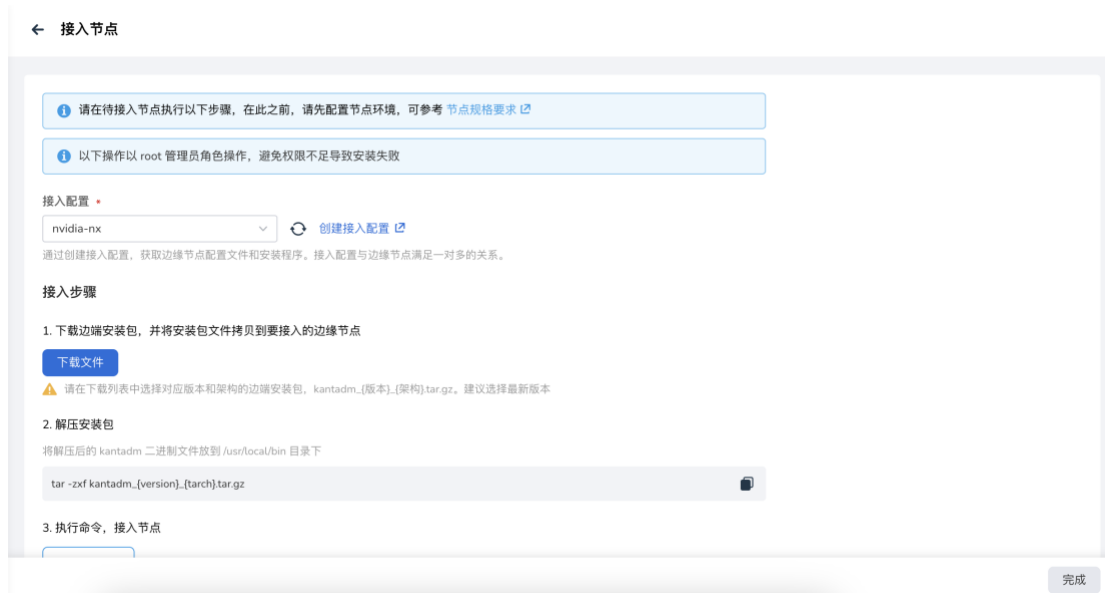 接入节点
请在待接入节点执行以下步骤，在此之前，请先配置节点环境，可参考 节点规格要求
以下操作以 root 管理员角色操作，避免权限不足导致安装失败
接入配置
nvidia-nx
创建接入配置
通过创建接入配置，获取边缘节点配置文件和安装程序。接入配置与边缘节点满足一对多的关系。
接入步骤
1. 下载边端安装包，并将安装包文件拷贝到要接入的边缘节点
下载文件
请在下载列表中选择对应版本和架构的边端安装包，kantadm_{版本}_{架构}.tar.gz。建议选择最新版本
2. 解压安装包
将解压后的 kantadm 二进制文件放到 /usr/local/bin 目录下
tar -zxf kantadm_{version}_{tarch}.tar.gz
3. 执行命令，接入节点
完成